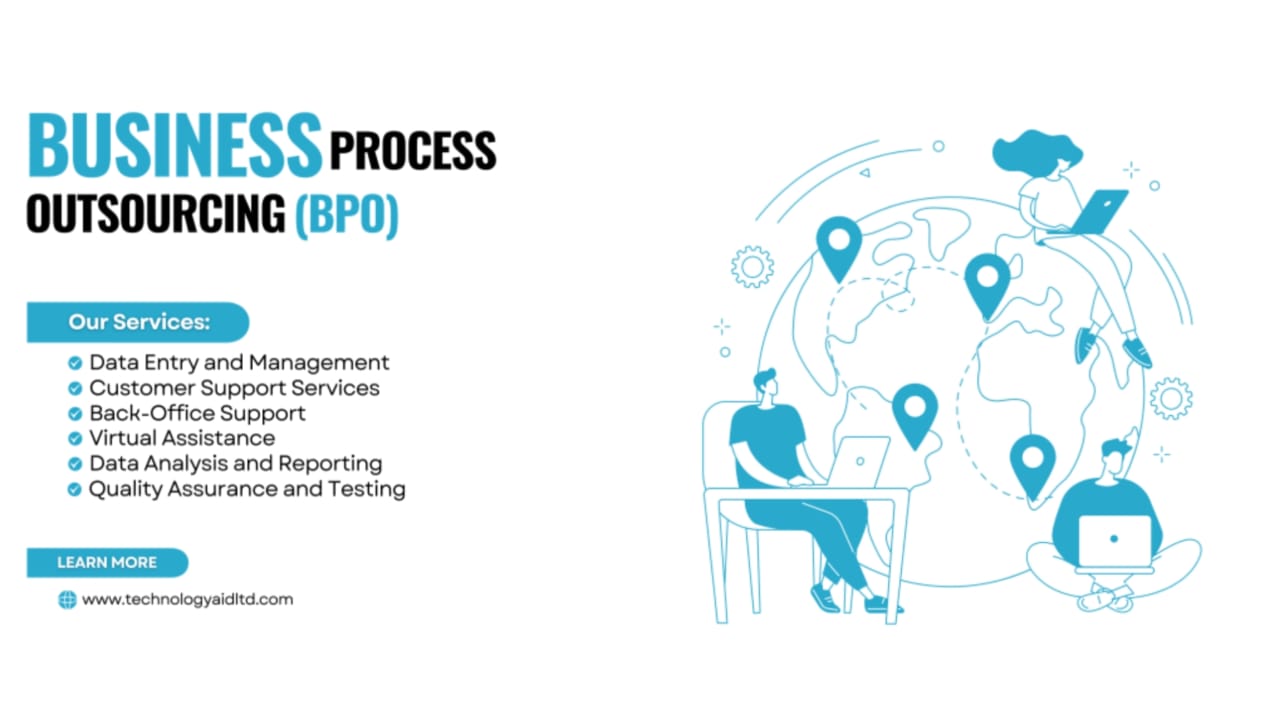 BUSINESS PROCESS
OUTSOURCING (BPO)
Our Services:
Data Entry and Management
Customer Support Services
Back-Office Support
Virtual Assistance
Data Analysis and Reporting
Quality Assurance and Testing
LEARN MORE
www.technologyaidltd.com